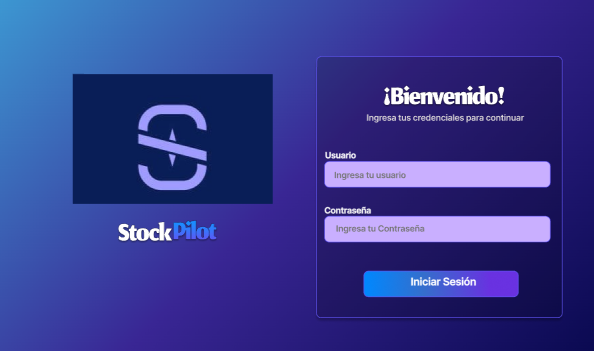 ¡Bienvenido!
Ingresa tus credenciales para continuar
Usuario
Ingresa tu usuario
Contraseña
Ingresa tu Contraseña
Iniciar Sesión
StockPilot